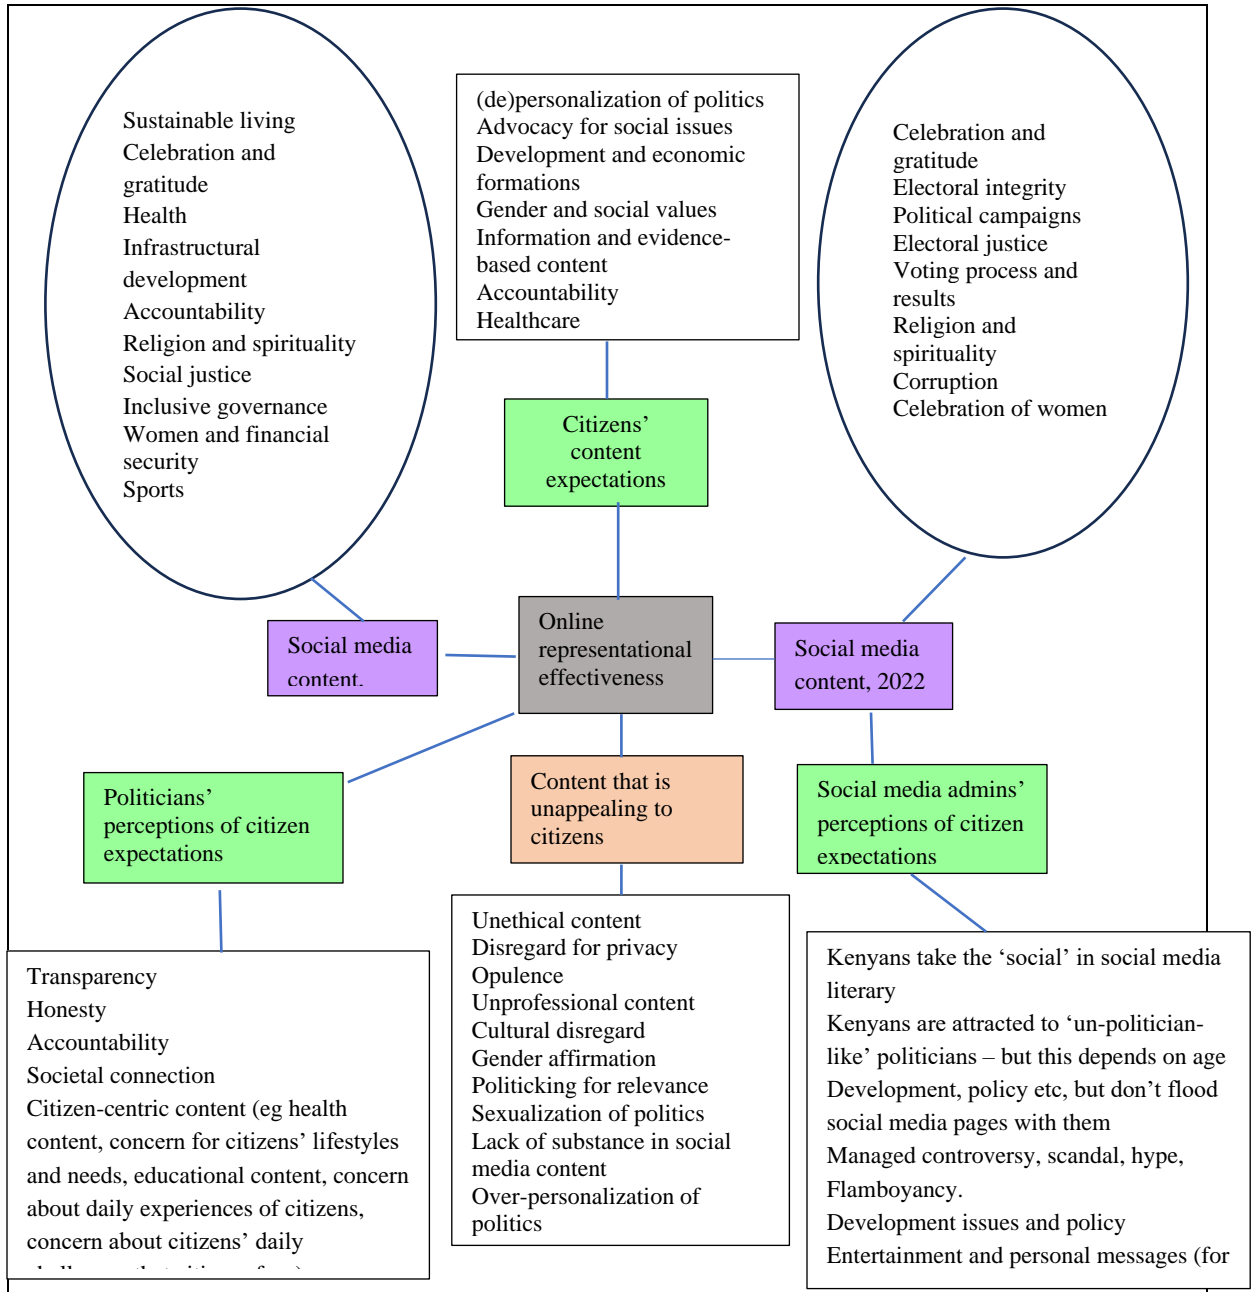 Sustainable living
Celebration and
gratitude
Health
Infrastructural
development
Accountability
Religion and spirituality
Social justice
Inclusive governance
Women and financial
security
Sports
(de)personalization of politics
Advocacy for social issues
Development and economic
formations
Gender and social values
Information and evidence-
based content
Accountability
Healthcare
Celebration and
gratitude
Electoral integrity
Political campaigns
Electoral justice
Voting process and
results
Religion and
spirituality
Corruption
Celebration of women
Citizens’
content
expectations
Social media
content,
Online
representational
effectiveness
Social media
content, 2022
Politicians’
perceptions of citizen
expectations
Content that is
unappealing to
citizens
Social media admins’
perceptions of citizen
expectations
Transparency
Honesty
Accountability
Societal connection
Citizen-centric content (eg health
content, concern for citizens’ lifestyles
and needs, educational content, concern
about daily experiences of citizens,
concern about citizens’ daily
Unethical content
Disregard for privacy
Opulence
Unprofessional content
Cultural disregard
Gender affirmation
Politicking for relevance
Sexualization of politics
Lack of substance in social
media content
Over-personalization of
politics
Kenyans take the ‘social’ in social media
literary
Kenyans are attracted to ‘un-politician-
like’ politicians – but this depends on age
Development, policy etc, but don’t flood
social media pages with them
Managed controversy, scandal, hype,
Flamboyancy.
Development issues and policy
Entertainment and personal messages (for